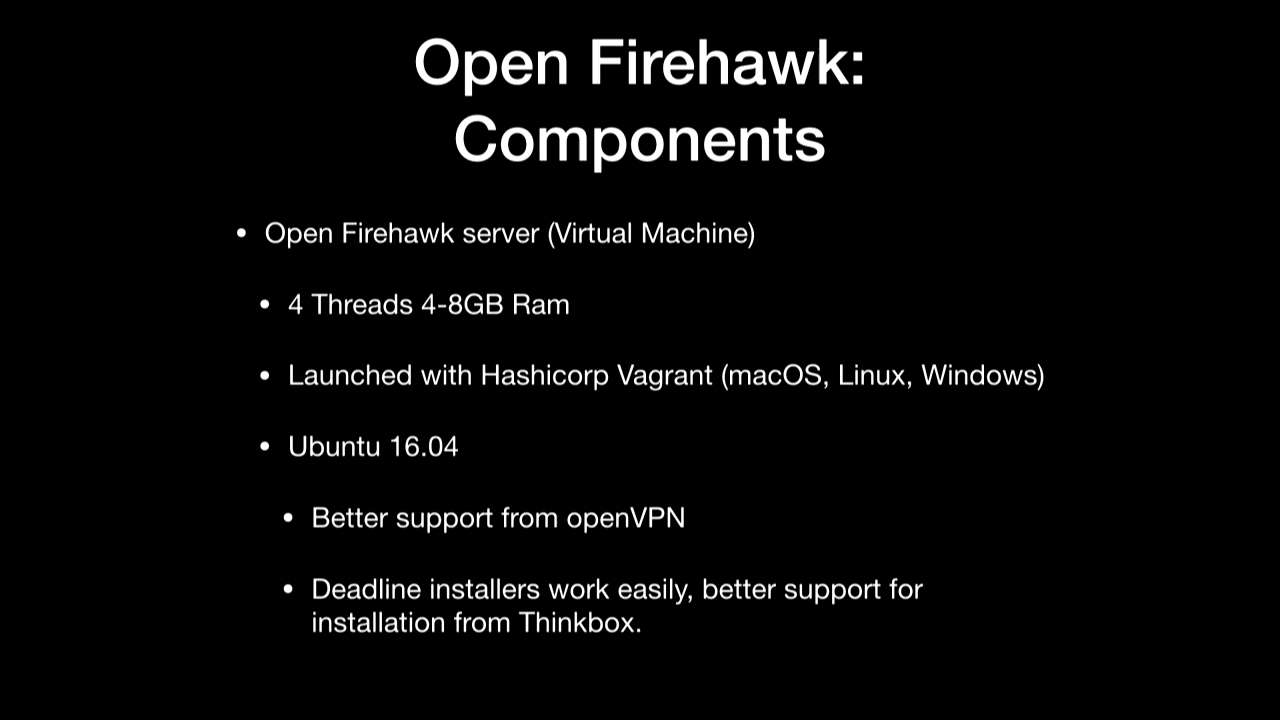 Open Firehawk:
Components
• Open Firehawk server (Virtual Machine)
• 4 Threads 4-8GB Ram
• Launched with Hashicorp Vagrant (macOS, Linux, Windows)
• Ubuntu 16.04
• Better support from openVPN
• Deadline installers work easily, better support for
installation from Thinkbox.